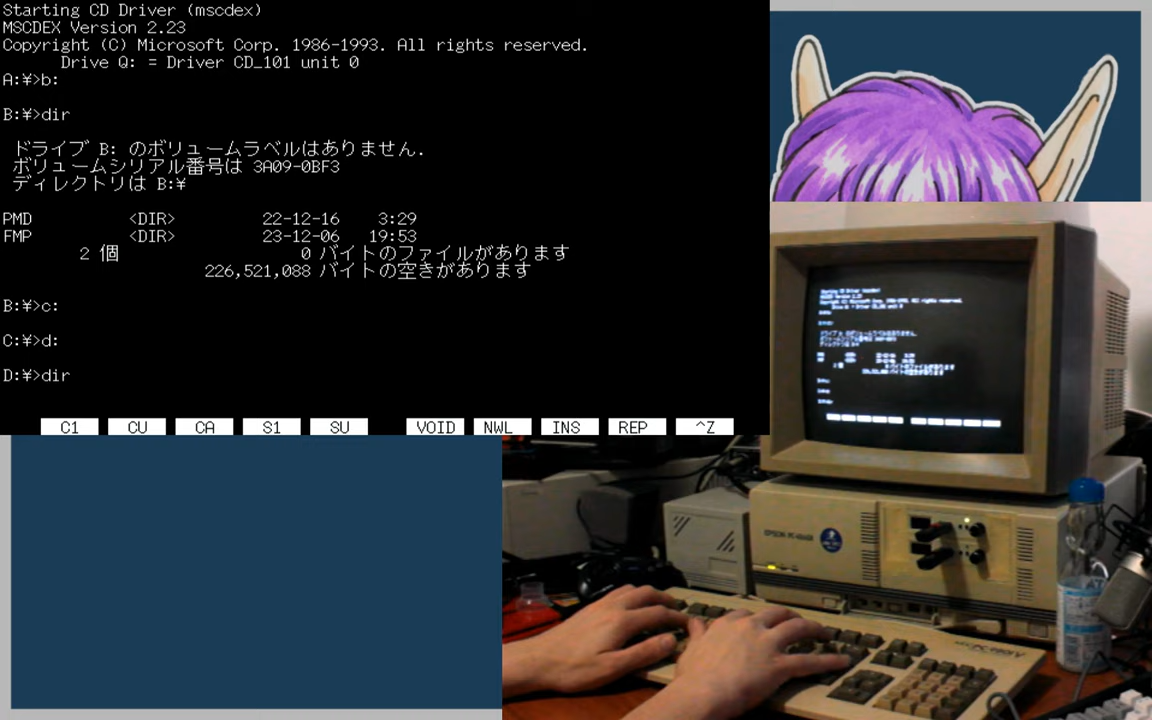 Starting CD Driver (mscdex)
MSCDEX Version 2.23
Copyright (C) Microsoft Corp. 1986-1993. All rights reserved.
Drive Q: = Driver CD_101 unit 0
A:¥>b:
B:¥>dir
ドライブ B: のボリュームラベルはありません.
ボリュームシリアル番号は 3A09-0BF3
ディレクトリは B:¥
PMD <DIR> 22-12-16 3:29
FMP <DIR> 23-12-06 19:53
2 個 0 バイトのファイルがあります
226,521,088 バイトの空きがあります
B:¥>c:
C:¥>d:
D:¥>dir
C1 CU CA S1 SU VOID NWL INS REP ^Z